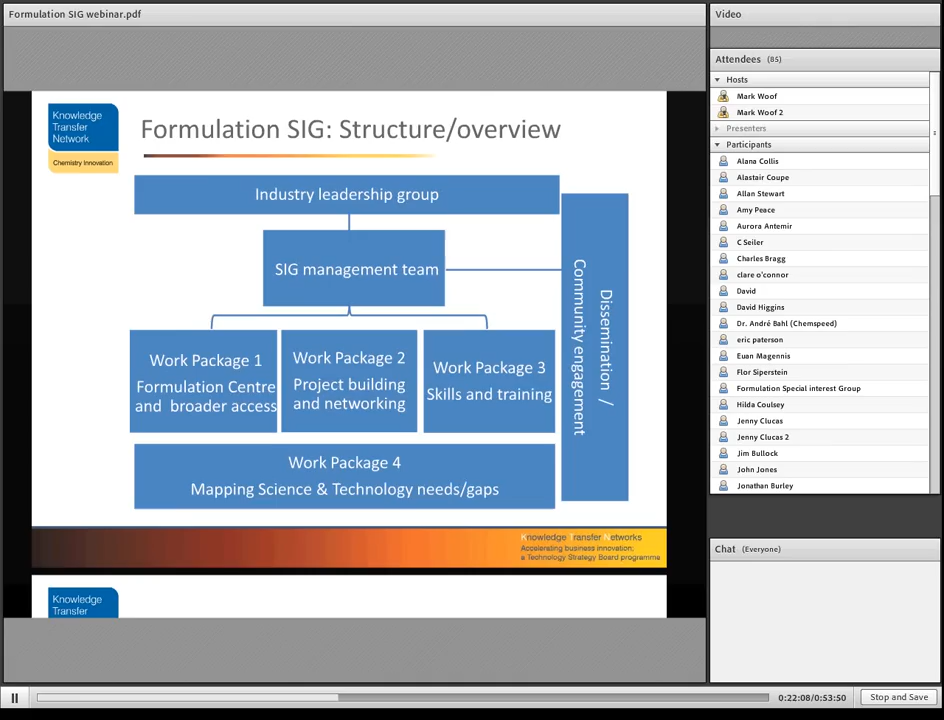 Formulation SIG webinar.pdf
Knowledge
Transfer
Network
Chemistry Innovation
Formulation SIG: Structure/overview
Industry leadership group
SIG management team
Dissemination /
Community engagement
Work Package 1
Formulation Centre
and broader access
Work Package 2
Project building
and networking
Work Package 3
Skills and training
Work Package 4
Mapping Science & Technology needs/gaps
Knowledge Transfer Networks
Accelerating business innovation;
a Technology Strategy Board programme
Knowledge
Transfer
Video
Attendees (85)
Hosts
Mark Woof
Mark Woof 2
Presenters
Participants
Alana Collis
Alastair Coupe
Allan Stewart
Amy Peace
Aurora Antemir
C Seiler
Charles Bragg
clare o'connor
David
David Higgins
Dr. André Bahl (Chemspeed)
eric paterson
Euan Magennis
Flor Siperstein
Formulation Special interest Group
Hilda Coulsey
Jenny Clucas
Jenny Clucas 2
Jim Bullock
John Jones
Jonathan Burley
Chat (Everyone)
0:22:08/0:53:50
Stop and Save